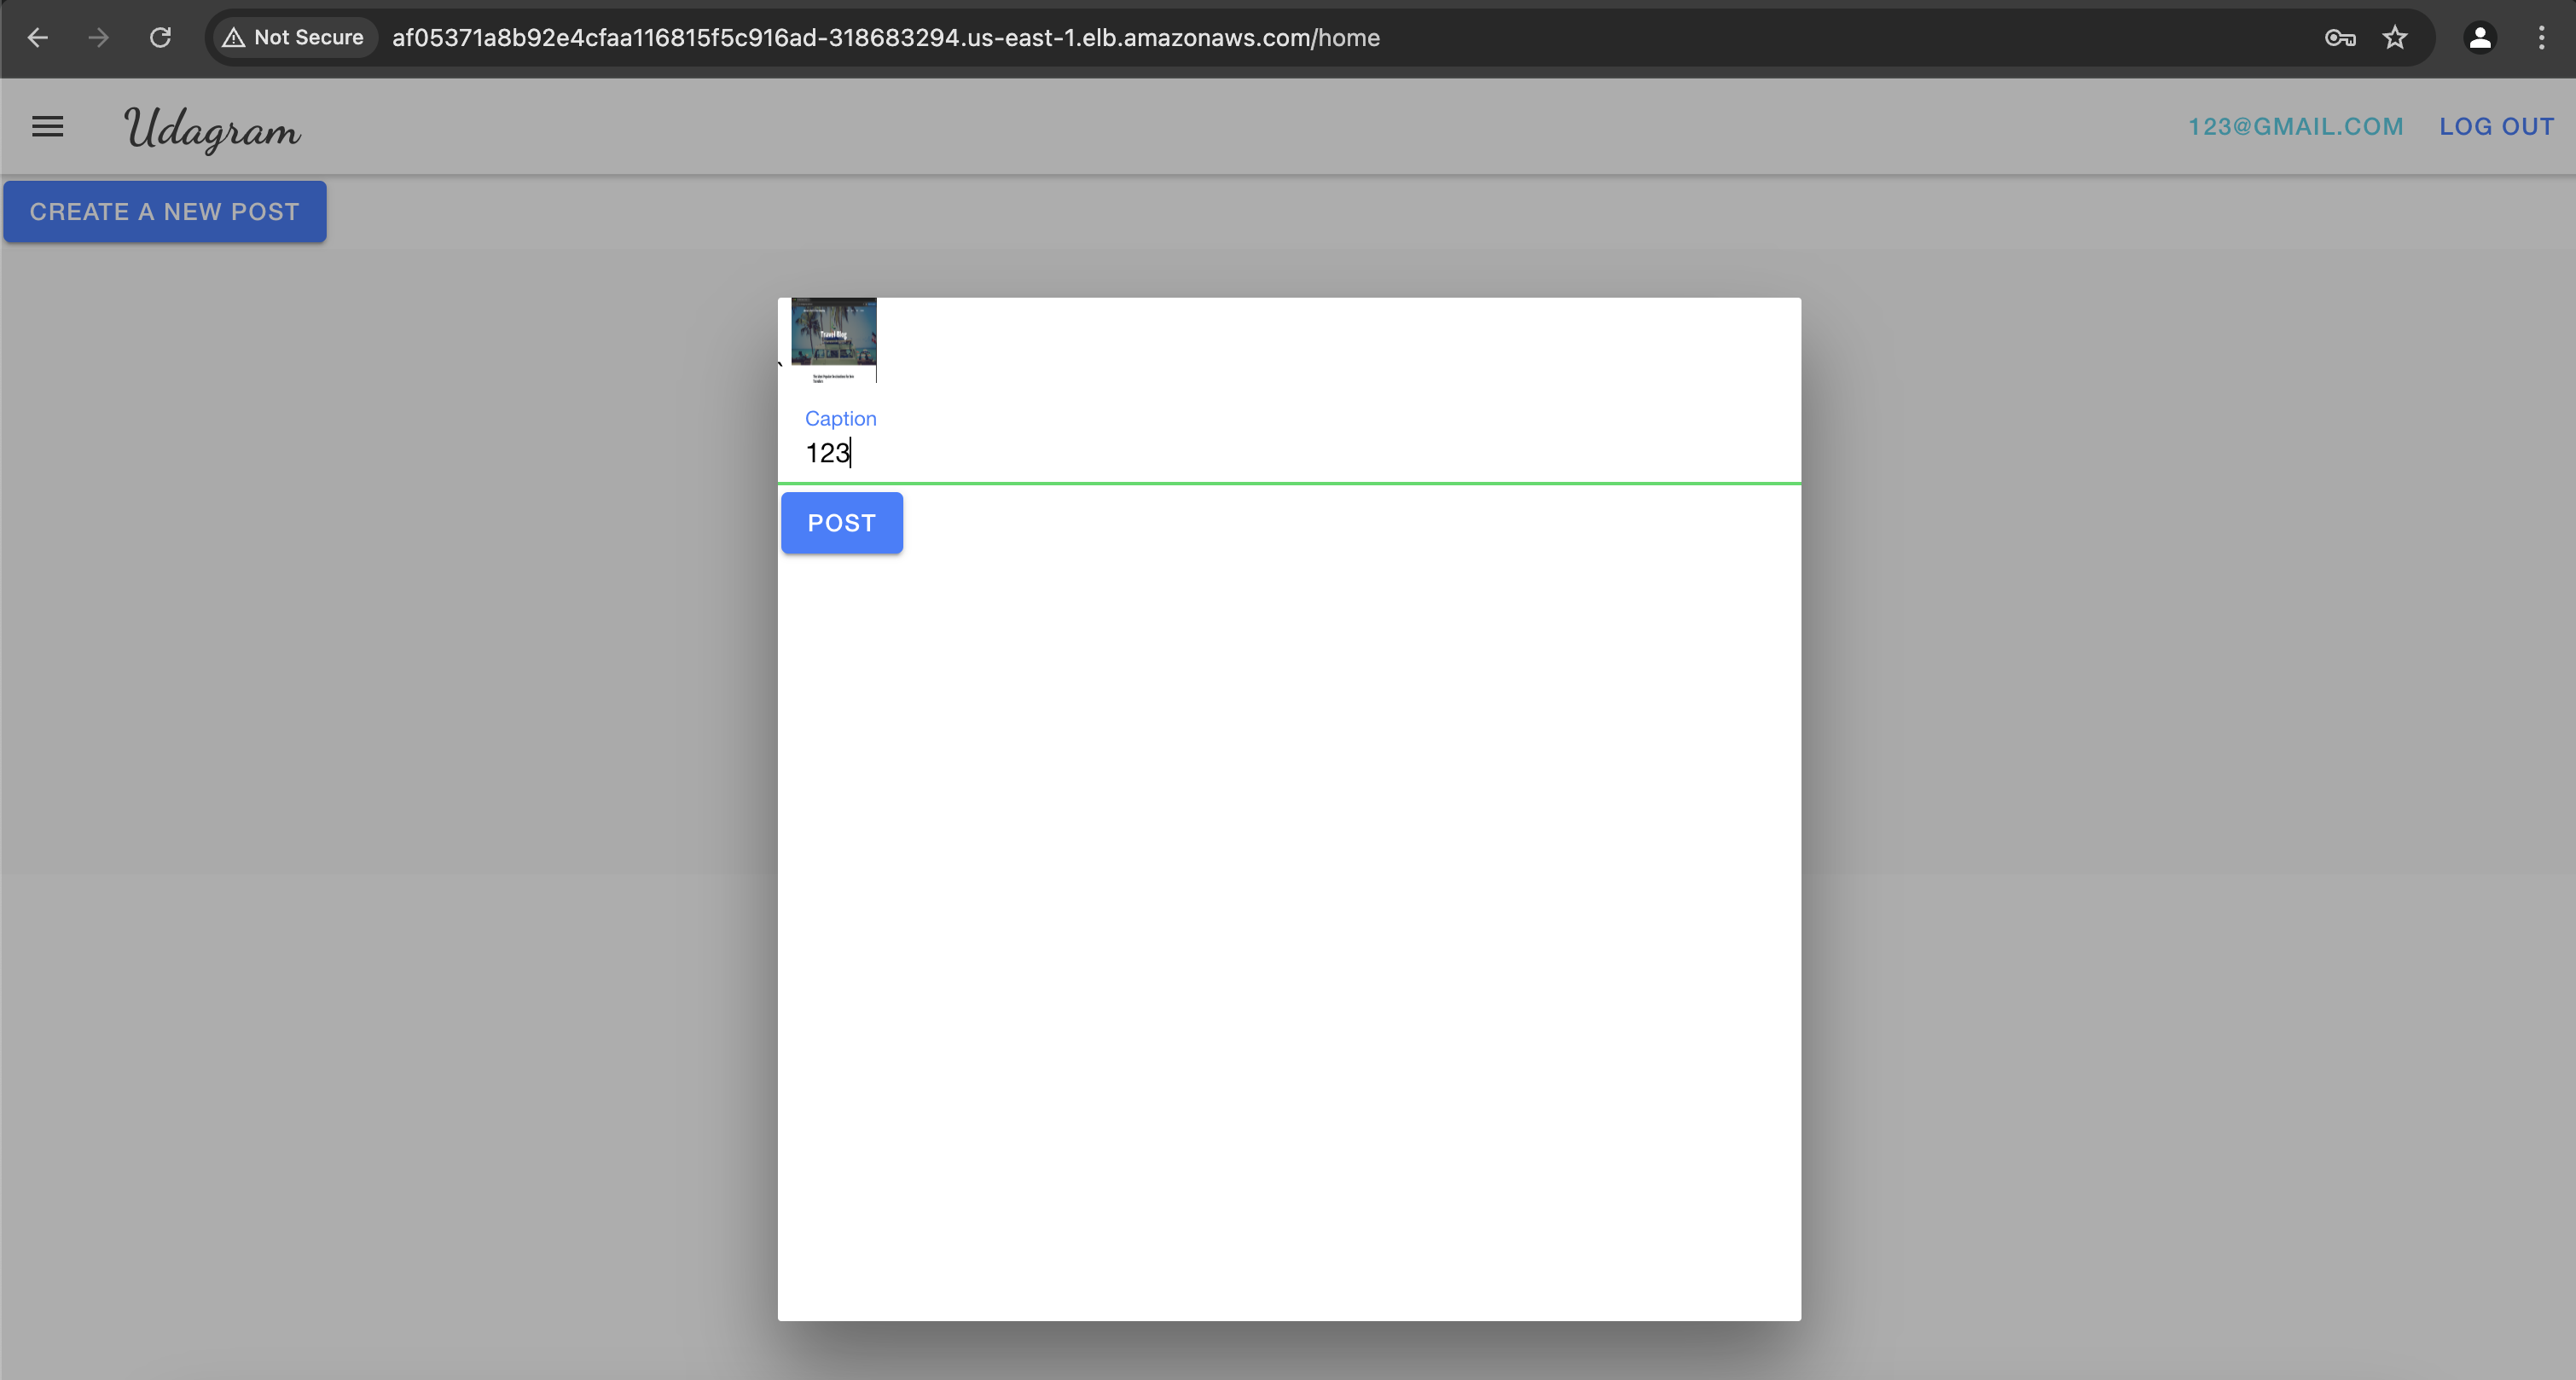 Not Secure af05371a8b92e4cfaa116815f5c916ad-318683294.us-east-1.elb.amazonaws.com/home
Udagram
123@GMAIL.COM LOG OUT
CREATE A NEW POST
Travel Blog
`
Caption
123
POST